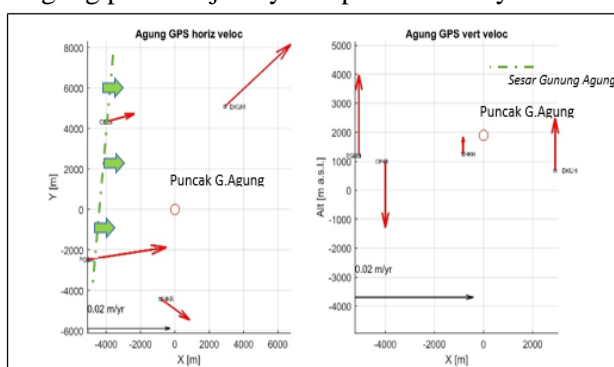 Agung GPS horiz veloc
8000
6000
4000
2000
0
-2000
-4000
-6000
Y [m]
DKUH
Puncak G.Agung
0.02 m/yr
-4000 -2000 0 2000 4000 6000
X [m]
Agung GPS vert veloc
5000
4000
3000
2000
1000
0
-1000
-2000
-3000
-4000
Alt [m a.s.l.]
Sesar Gunung Agung
Puncak G.Agung
DKUH
0.02 m/yr
-4000 -2000 0 2000
X [m]